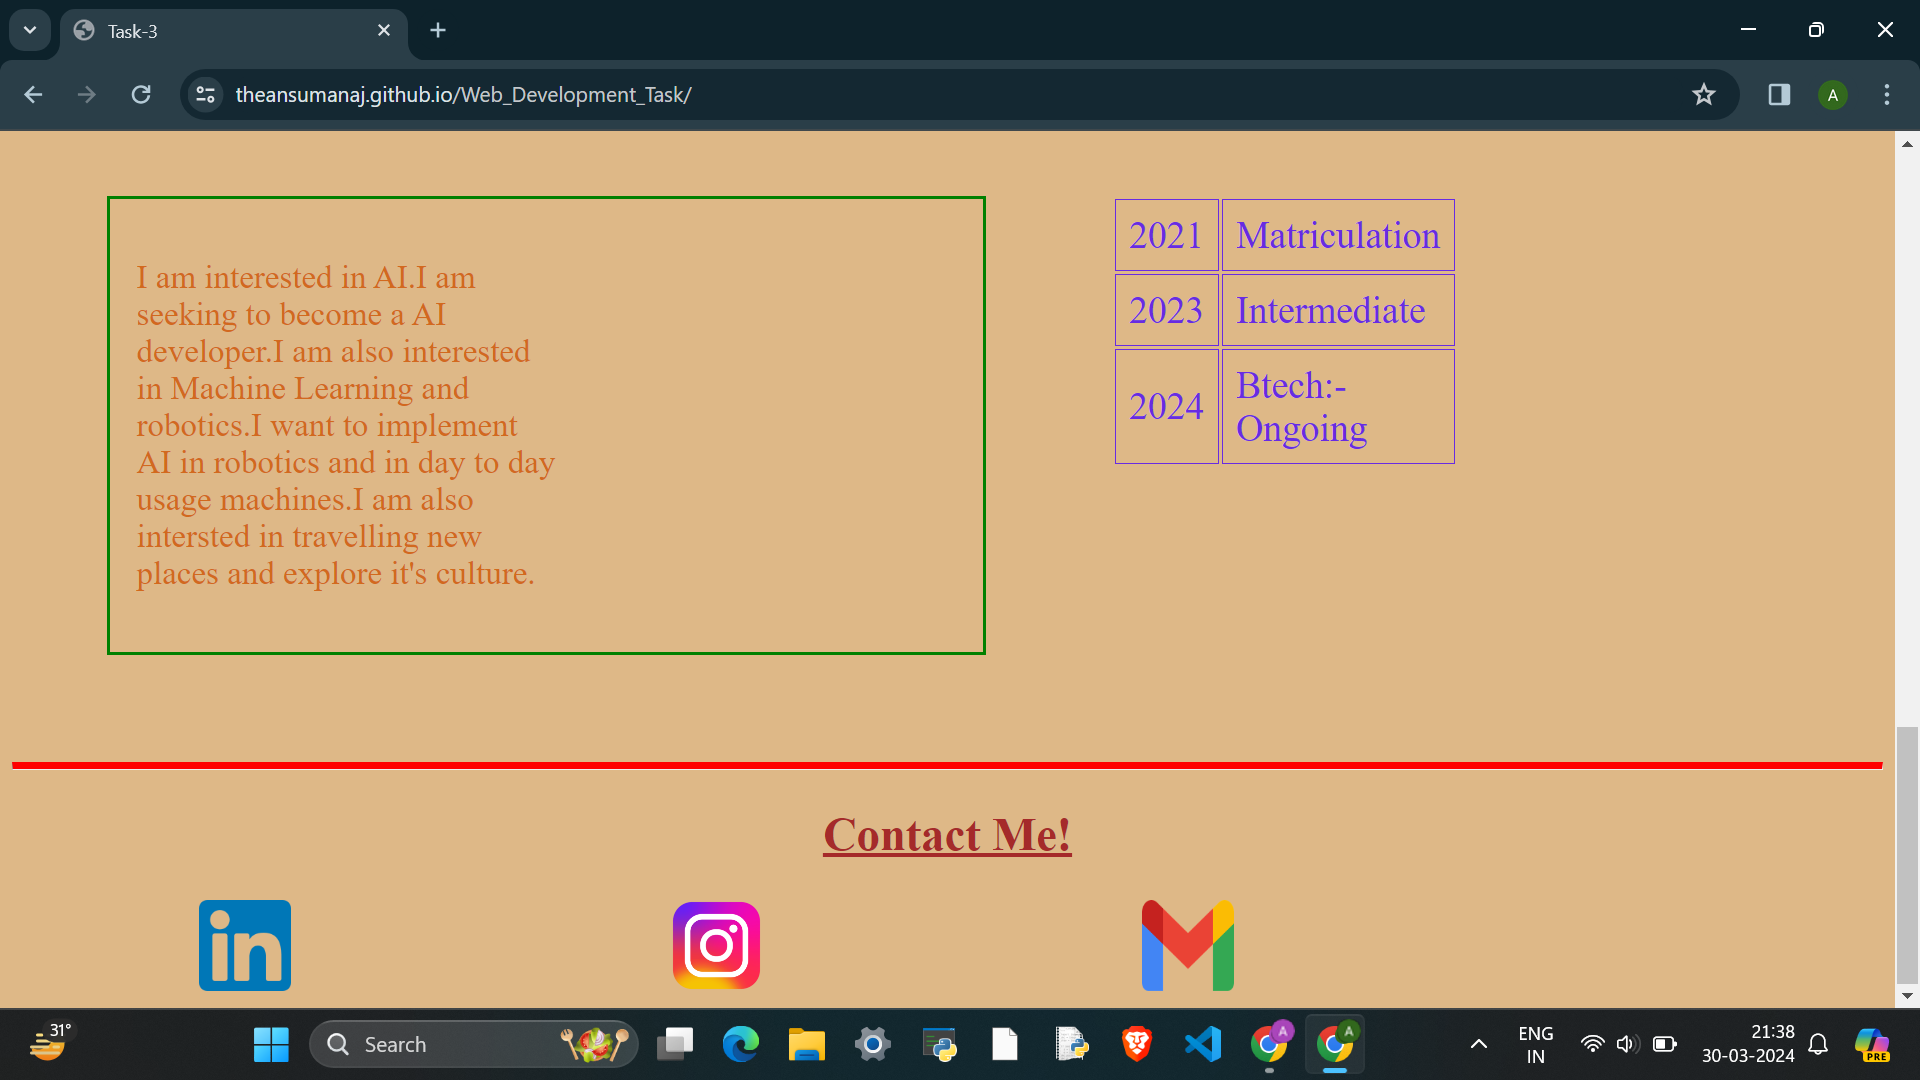 Task-3
theansumanaj.github.io/Web_Development_Task/
A
I am interested in AI.I am
seeking to become a AI
developer.I am also interested
in Machine Learning and
robotics.I want to implement
AI in robotics and in day to day
usage machines.I am also
intersted in travelling new
places and explore it's culture.
2021 Matriculation
2023 Intermediate
2024 Btech:-
Ongoing
Contact Me!
in
31°
Search
A
A
ENG
IN
21:38
30-03-2024
PRE